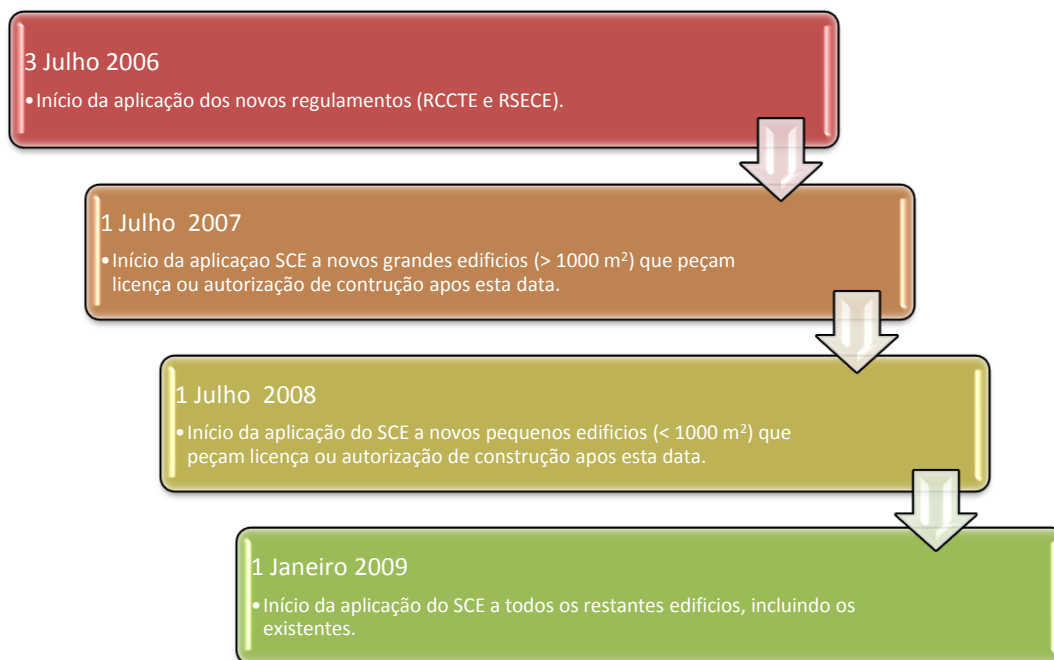 3 Julho 2006
•Início da aplicação dos novos regulamentos (RCCTE e RSECE).
1 Julho 2007
•Início da aplicaçao SCE a novos grandes edificios (> 1000 m²) que peçam
licença ou autorização de contrução apos esta data.
1 Julho 2008
•Início da aplicação do SCE a novos pequenos edificios (< 1000 m²) que
peçam licença ou autorização de construção apos esta data.
1 Janeiro 2009
•Início da aplicação do SCE a todos os restantes edificios, incluindo os
existentes.